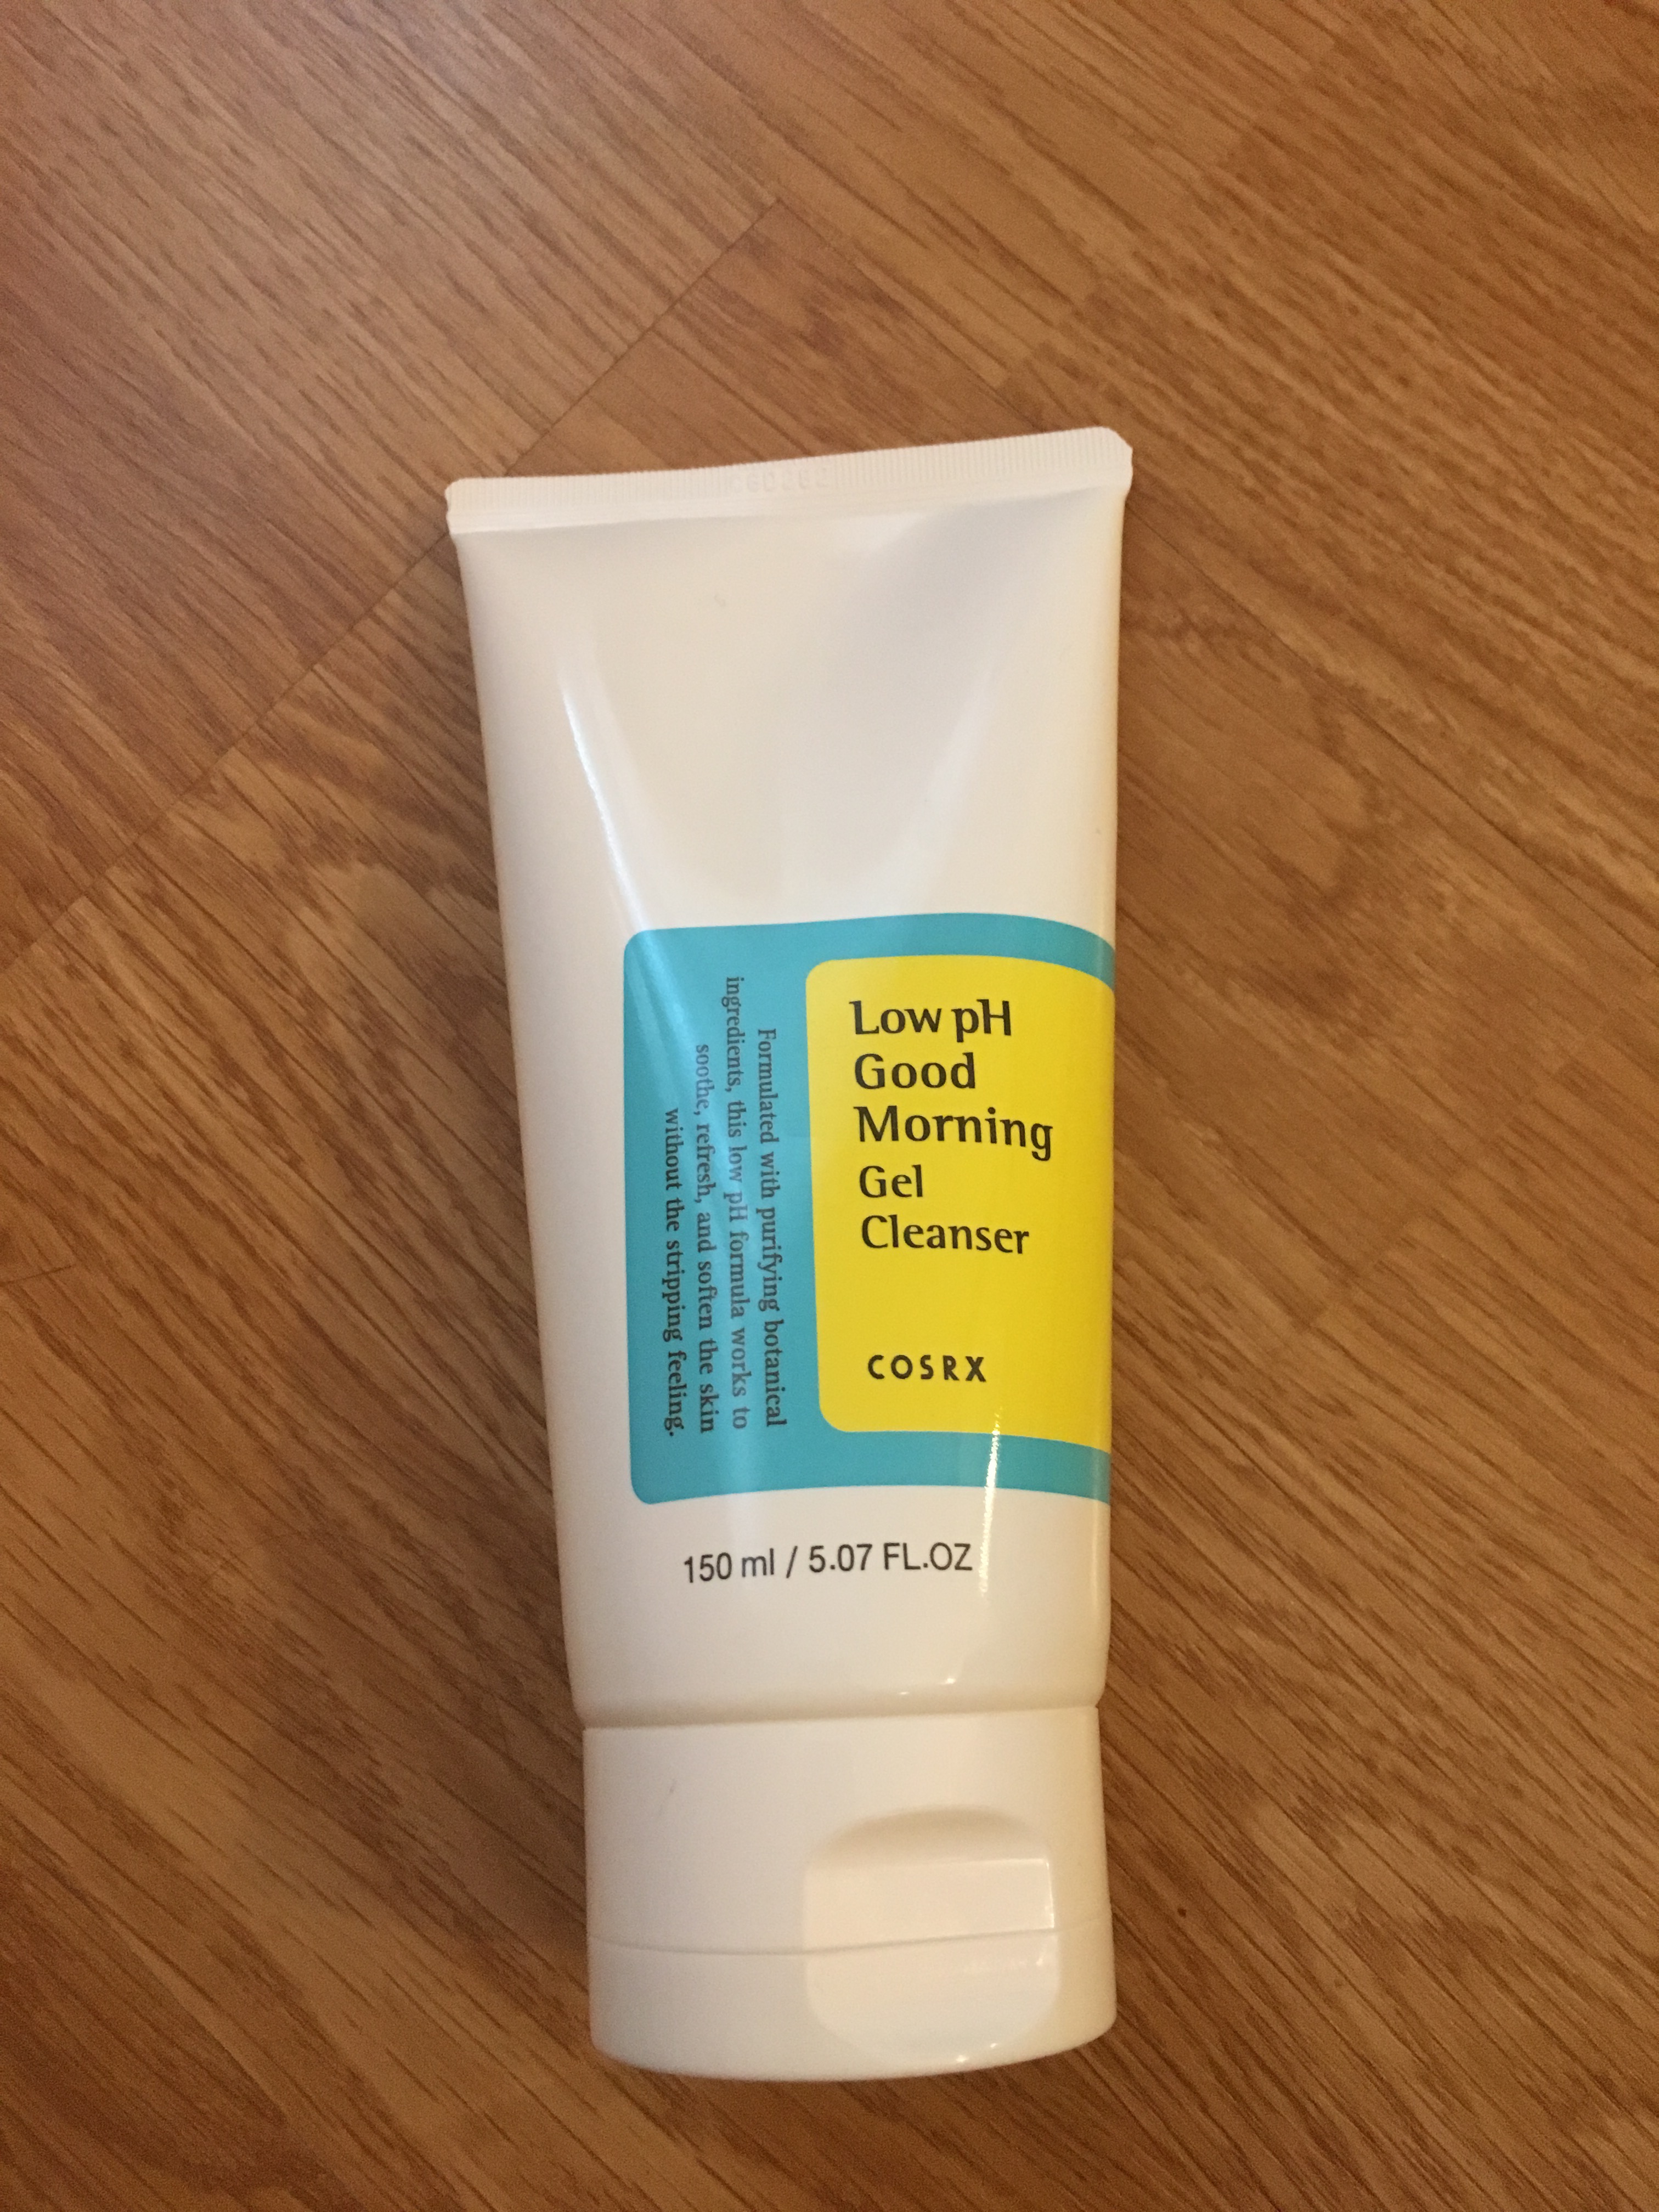 Low pH
Good
Morning
Gel
Cleanser
COSRX
Formulated with purifying botanical
ingredients, this low pH formula works to
soothe, refresh, and soften the skin
without the stripping feeling.
150 ml / 5.07 FL.OZ